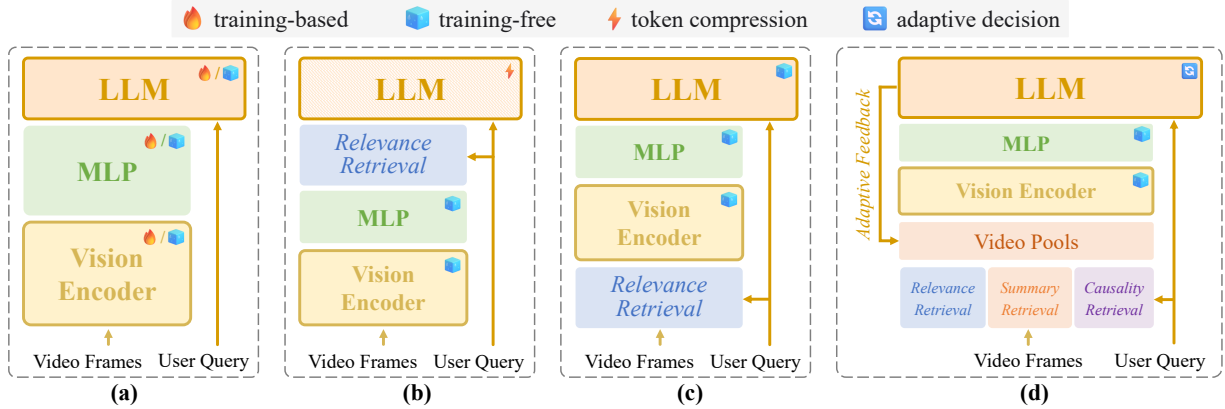 training-based training-free token compression adaptive decision
LLM
/
MLP
/
Vision
Encoder
/
Video Frames User Query
(a)
LLM
Relevance
Retrieval
MLP
Vision
Encoder
Video Frames User Query
(b)
LLM
MLP
Vision
Encoder
Relevance
Retrieval
Video Frames User Query
(c)
LLM
Adaptive Feedback
MLP
Vision Encoder
Video Pools
Relevance
Retrieval
Summary
Retrieval
Causality
Retrieval
Video Frames User Query
(d)